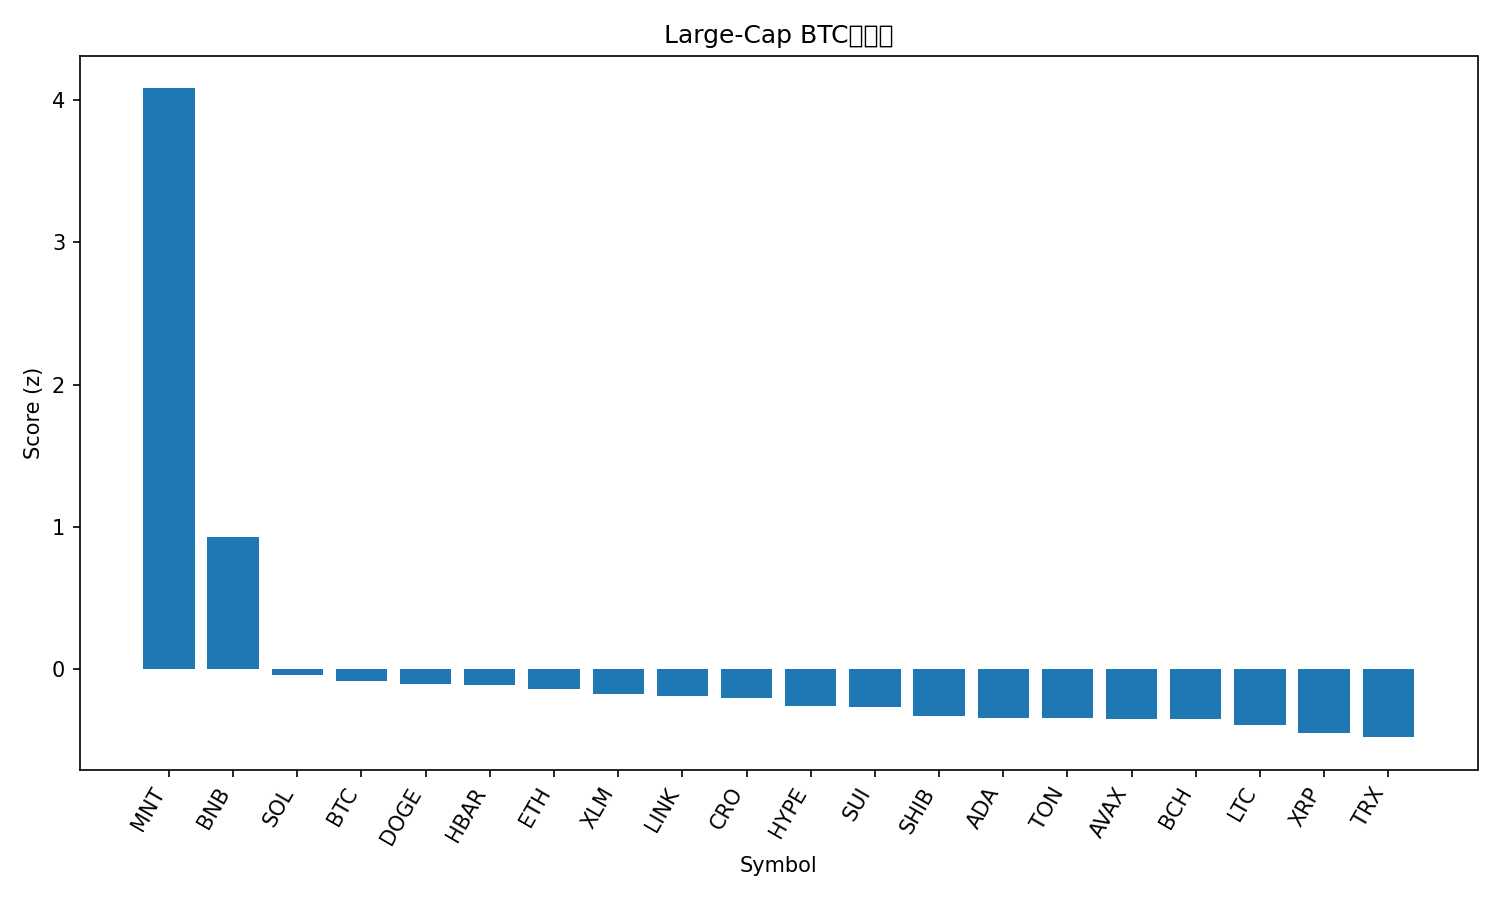 Large-Cap BTC
4
3
2
1
0
Score (z)
MNT
BNB
SOL
BTC
DOGE
HBAR
ETH
XLM
LINK
CRO
HYPE
SUI
SHIB
ADA
TON
AVAX
BCH
LTC
XRP
TRX
Symbol